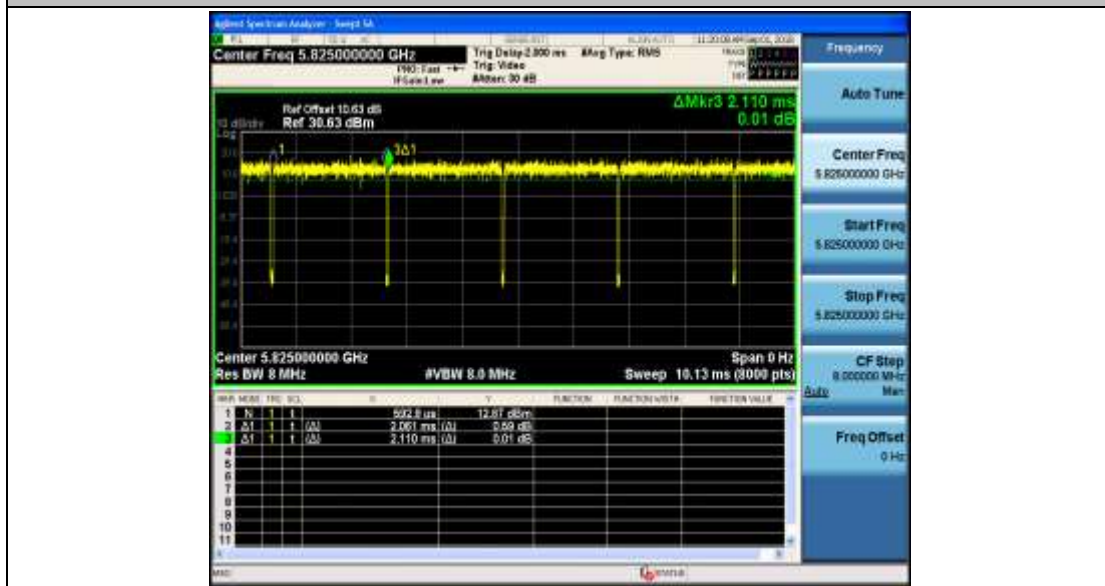 Agilent Spectrum Analyzer - Swept SA
Center Freq 5.825000000 GHz
PNO: Fast
IFGain:Low
Trig Delay-2.000 ms
Trig: Video
#Atten: 30 dB
#Avg Type: RMS
Frequency
Auto Tune
Ref Offset 10.63 dB
Ref 30.63 dBm
10 dB/div
Log
ΔMkr3 2.110 ms
0.01 dB
1
3Δ1
Center Freq
5.825000000 GHz
Start Freq
5.825000000 GHz
Stop Freq
5.825000000 GHz
CF Step
8.000000 MHz
Auto Man
Freq Offset
0 Hz
Center 5.825000000 GHz
Span 0 Hz
Res BW 8 MHz
#VBW 8.0 MHz
Sweep 10.13 ms (8000 pts)
MKR MODE TRC SCL X Y FUNCTION FUNCTION WIDTH FUNCTION VALUE
1 N 1 t 592.8 us 12.87 dBm
2 Δ1 1 t (Δ) 2.061 ms (Δ) 0.59 dB
3 Δ1 1 t (Δ) 2.110 ms (Δ) 0.01 dB
4
5
6
7
8
9
10
11
MSG
STATUS